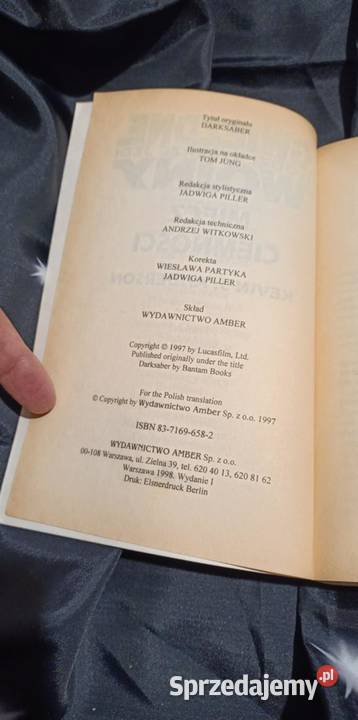 Tytuł oryginału
DARKSABER
Ilustracja na okładce
TOM JUNG
Redakcja stylistyczna
JADWIGA PILLER
Redakcja techniczna
ANDRZEJ WITKOWSKI
Korekta
WIESŁAWA PARTYKA
JADWIGA PILLER
Skład
WYDAWNICTWO AMBER
Copyright © 1997 by Lucasfilm, Ltd.
Published originally under the title
Darksaber by Bantam Books
For the Polish translation
© Copyright by Wydawnictwo Amber Sp. z o.o. 1997
ISBN 83-7169-658-2
WYDAWNICTWO AMBER Sp. z o.o.
00-108 Warszawa, ul. Zielna 39, tel. 620 40 13, 620 81 62
Warszawa 1998. Wydanie I
Druk: Elsnerdruck Berlin
Sprzedajemy.pl